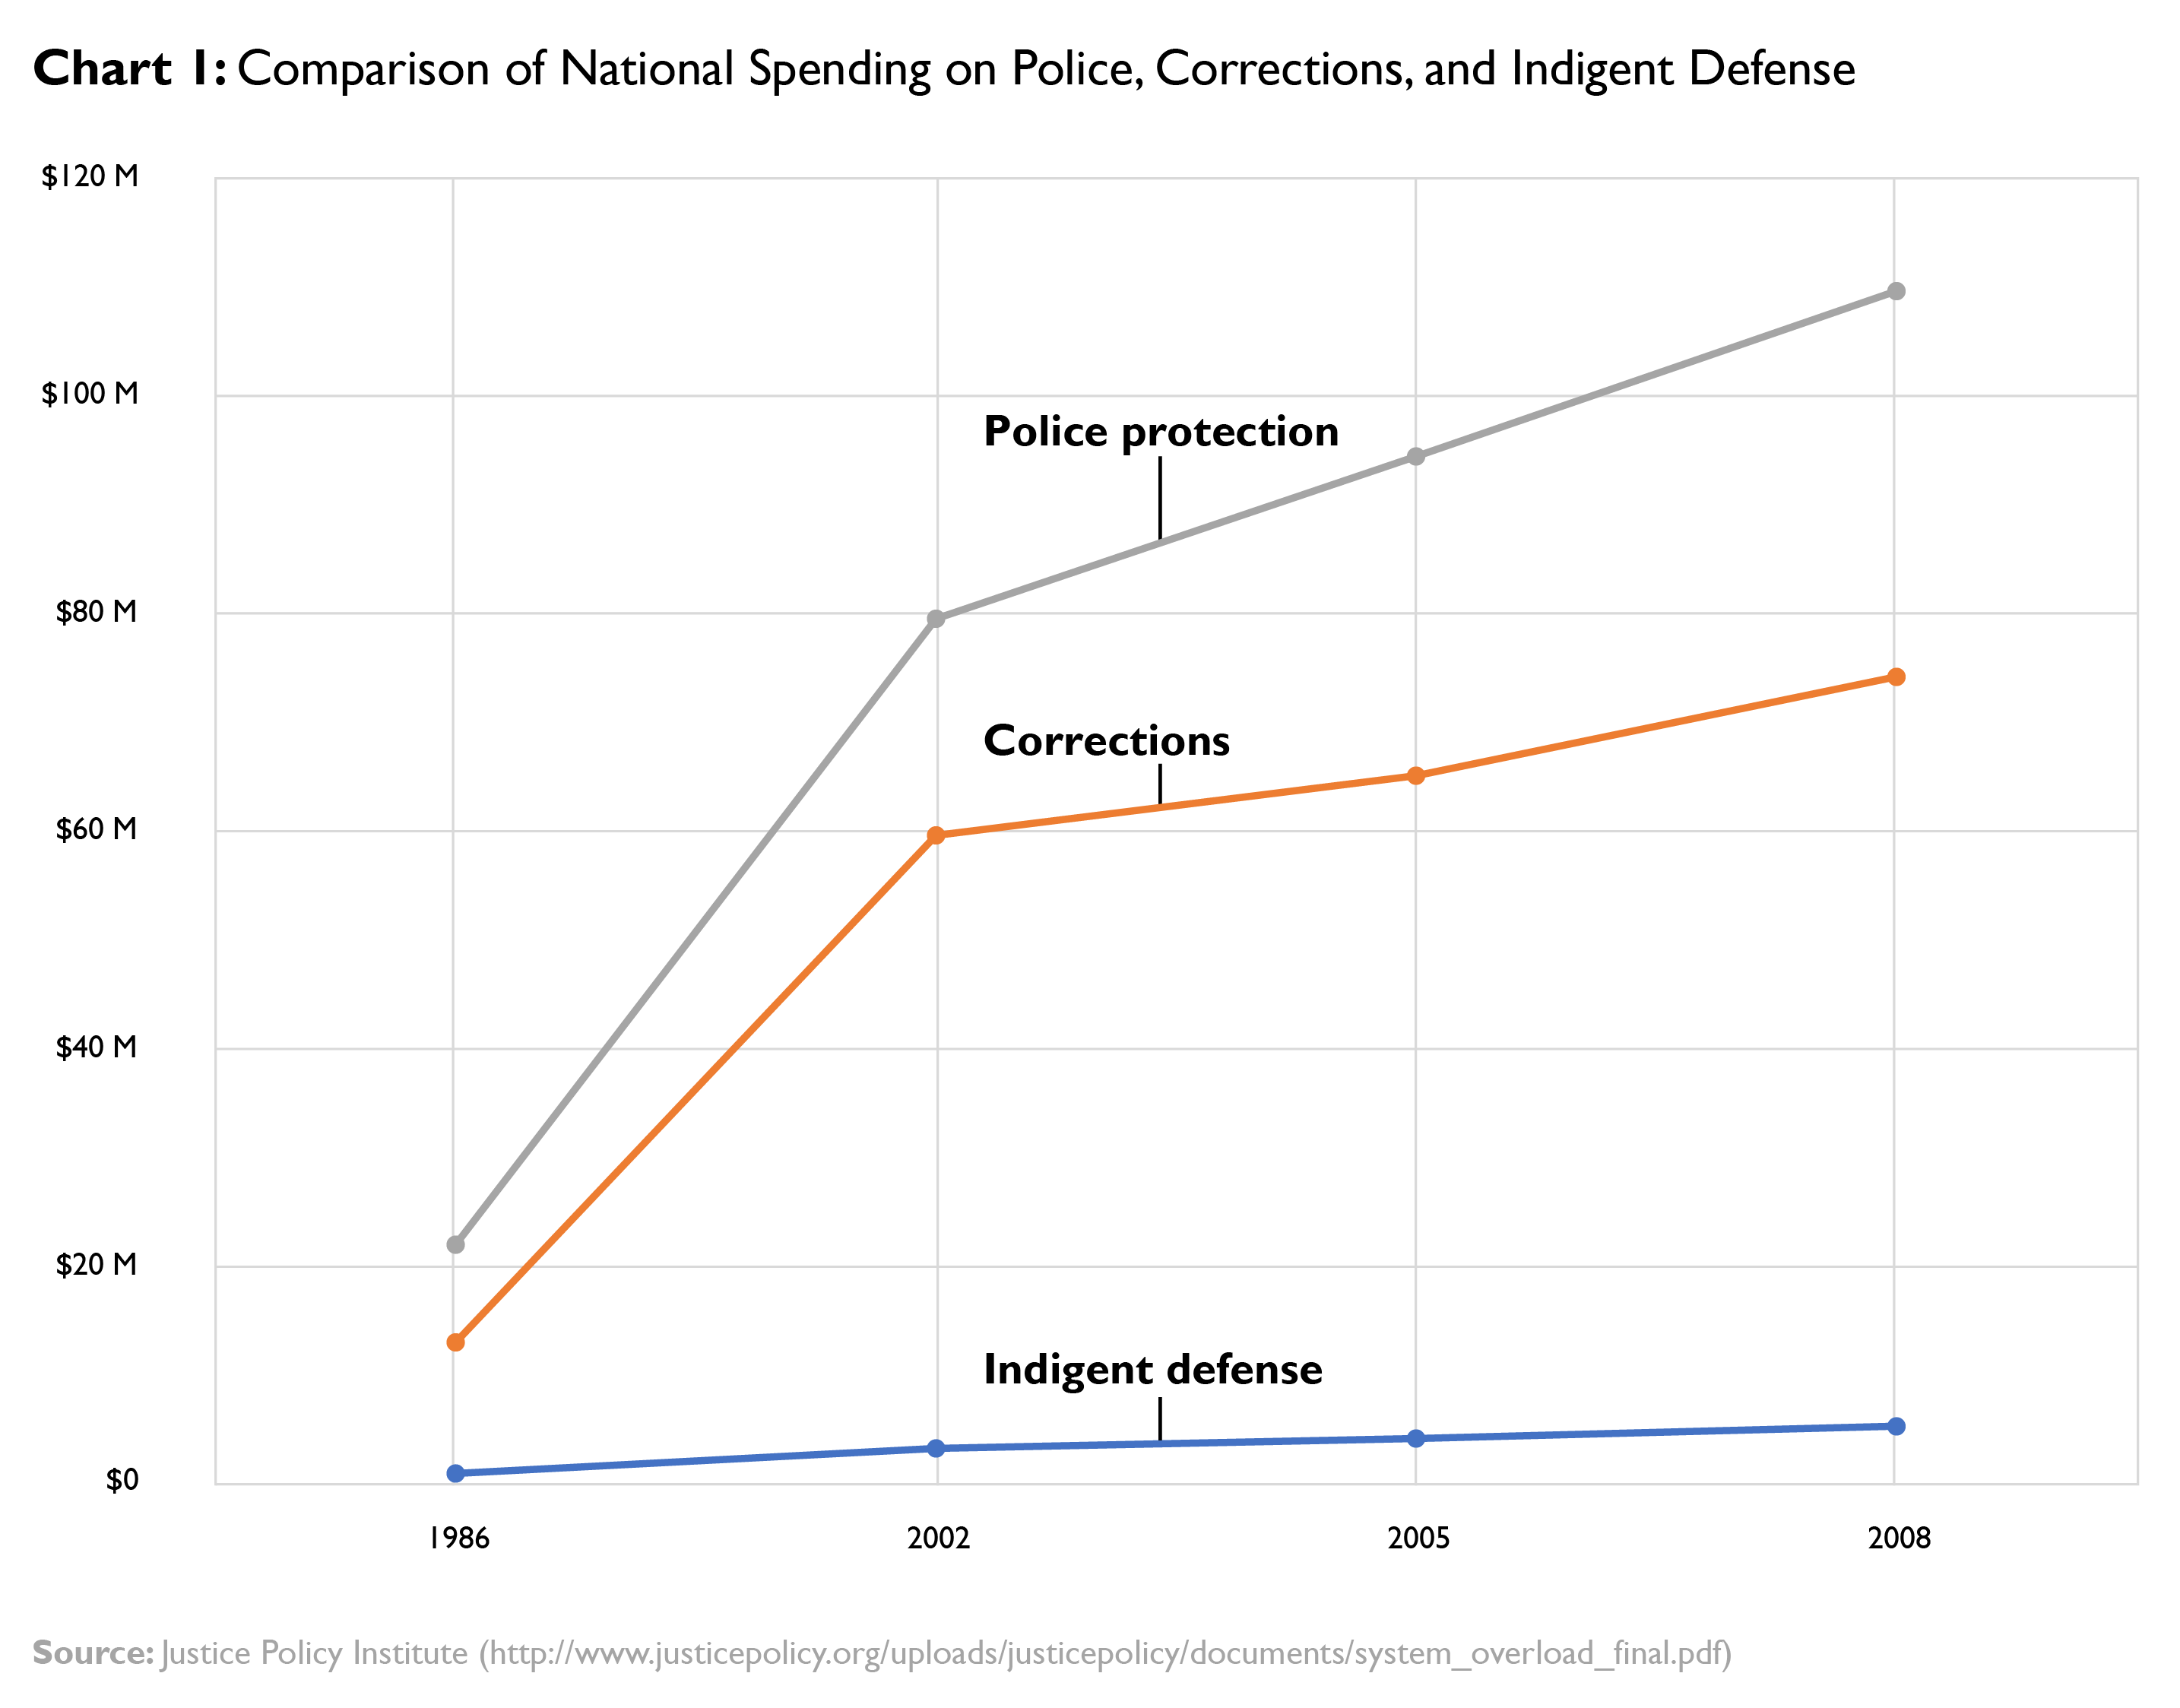 Chart 1: Comparison of National Spending on Police, Corrections, and Indigent Defense
$120 M
$100 M
Police protection
$80 M
Corrections
$60 M
$40 M
$20 M
Indigent defense
$0
1986 2002 2005 2008
Source: Justice Policy Institute (http://www.justicepolicy.org/uploads/justicepolicy/documents/system_overload_final.pdf)